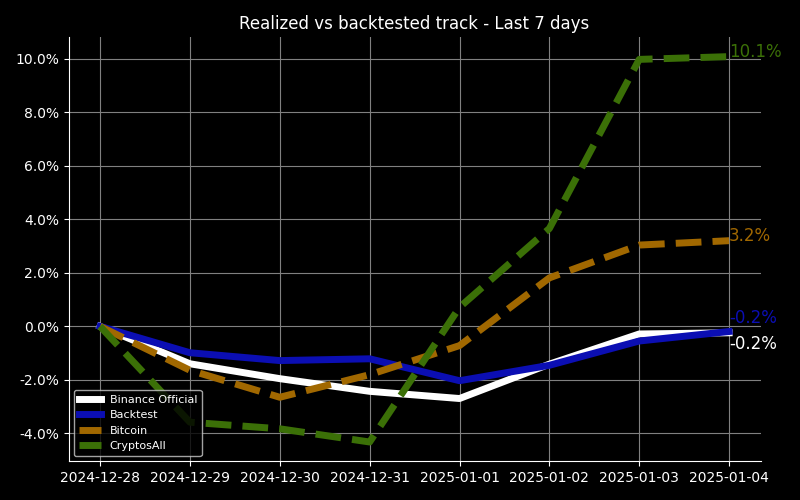 Realized vs backtested track - Last 7 days
10.0%
8.0%
6.0%
4.0%
2.0%
0.0%
-2.0%
-4.0%
10.1%
3.2%
-0.2%
-0.2%
Binance Official
Backtest
Bitcoin
CryptosAll
2024-12-28 2024-12-29 2024-12-30 2024-12-31 2025-01-01 2025-01-02 2025-01-03 2025-01-04